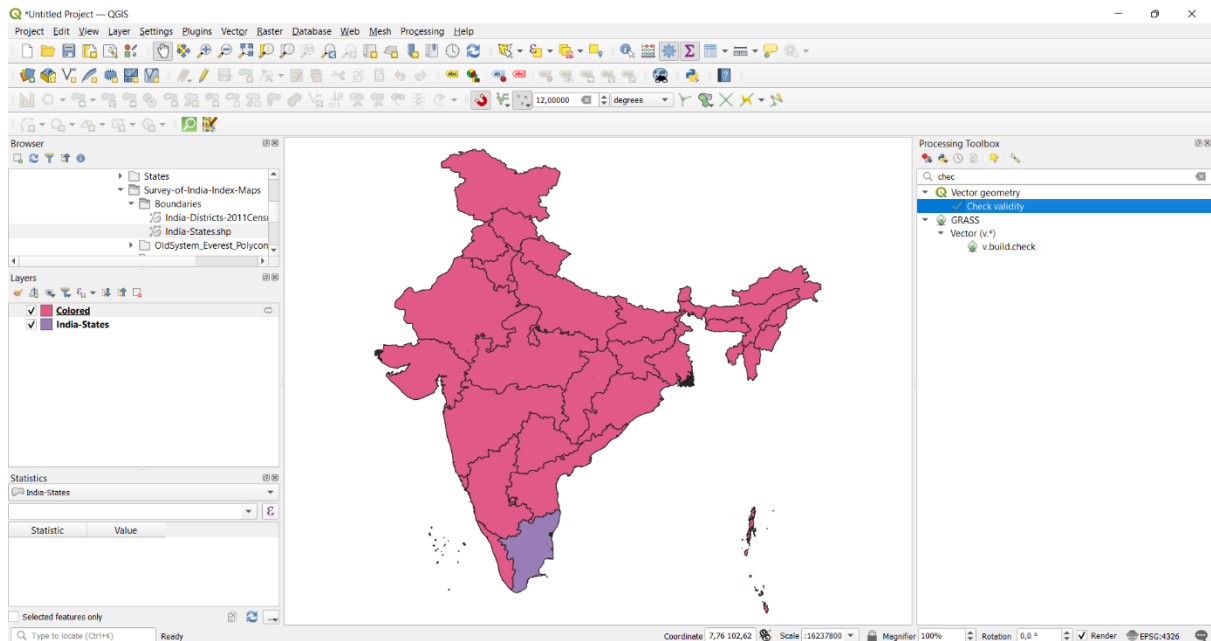 *Untitled Project — QGIS
Project Edit View Layer Settings Plugins Vector Raster Database Web Mesh Processing Help
12,00000 degrees
Browser
States
Survey-of-India-Index-Maps
Boundaries
India-Districts-2011Censu
India-States.shp
OldSystem_Everest_Polycon
Layers
Colored
India-States
Statistics
India-States
ε
Statistic Value
Selected features only
Type to locate (Ctrl+K) Ready
Processing Toolbox
chec
Vector geometry
Check validity
GRASS
Vector (v.*)
v.build.check
Coordinate 7,76 102,62 Scale :16237800 Magnifier 100% Rotation 0,0 ° Render EPSG:4326